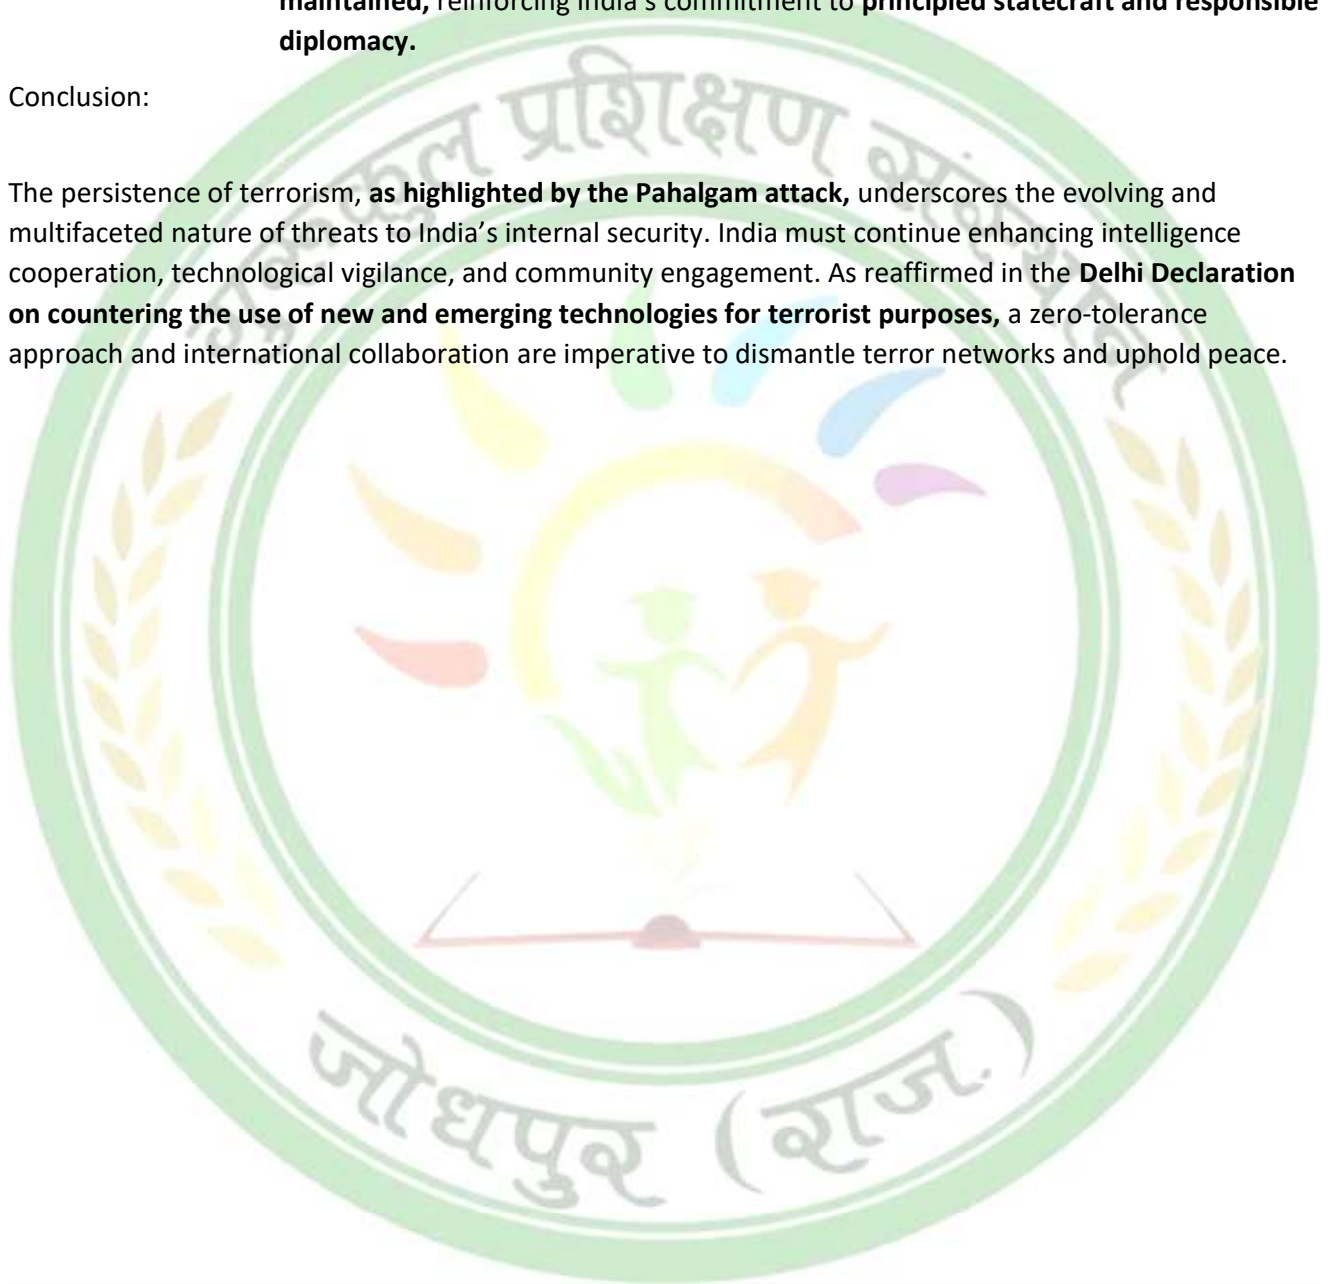 maintained, reinforcing India's commitment to principled statecraft and responsible
diplomacy.
Conclusion:
The persistence of terrorism, as highlighted by the Pahalgam attack, underscores the evolving and
multifaceted nature of threats to India’s internal security. India must continue enhancing intelligence
cooperation, technological vigilance, and community engagement. As reaffirmed in the Delhi Declaration
on countering the use of new and emerging technologies for terrorist purposes, a zero-tolerance
approach and international collaboration are imperative to dismantle terror networks and uphold peace.
प्रशिक्षण संस्थान
जोधपुर (राज.)